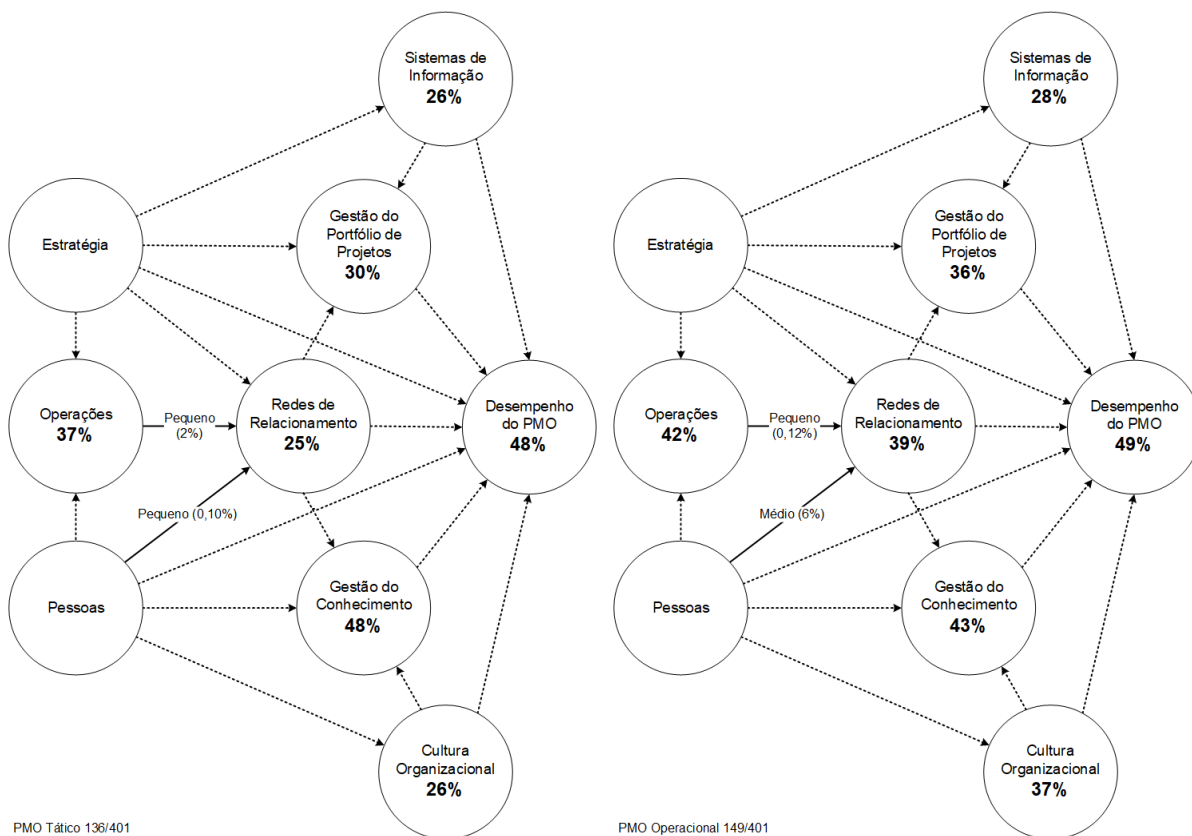 Sistemas de
Informação
26%
Estratégia
Gestão do
Portfólio de
Projetos
30%
Operações
37%
Pequeno
(2%)
Redes de
Relacionamento
25%
Desempenho
do PMO
48%
Pequeno (0,10%)
Pessoas
Gestão do
Conhecimento
48%
Cultura
Organizacional
26%
PMO Tático 136/401
Sistemas de
Informação
28%
Estratégia
Gestão do
Portfólio de
Projetos
36%
Operações
42%
Pequeno
(0,12%)
Redes de
Relacionamento
39%
Desempenho
do PMO
49%
Médio (6%)
Pessoas
Gestão do
Conhecimento
43%
Cultura
Organizacional
37%
PMO Operacional 149/401